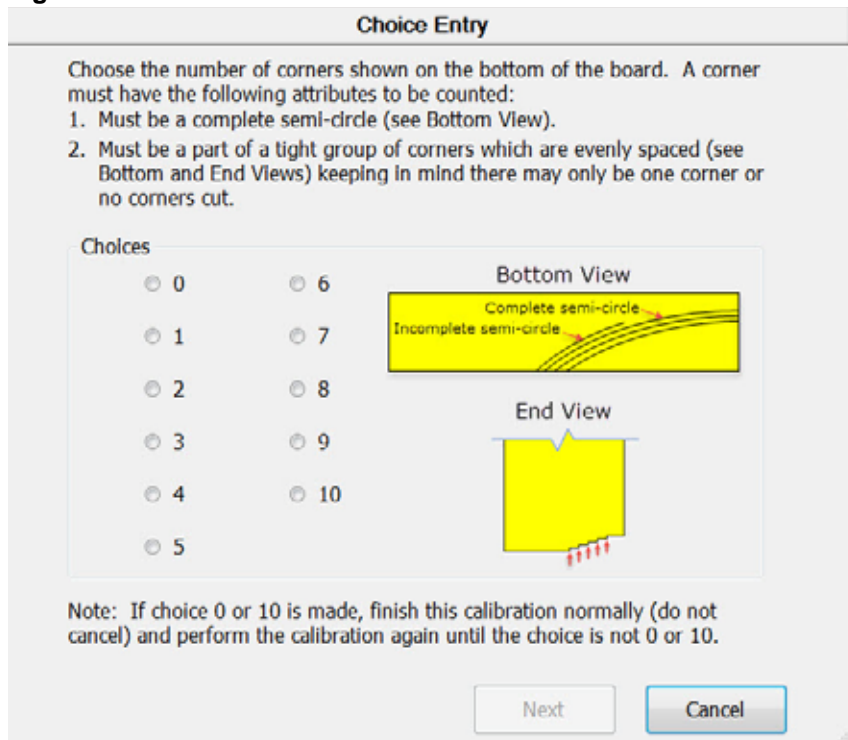 Choice Entry
Choose the number of corners shown on the bottom of the board. A corner
must have the following attributes to be counted:
1. Must be a complete semi-circle (see Bottom View).
2. Must be a part of a tight group of corners which are evenly spaced (see
Bottom and End Views) keeping in mind there may only be one corner or
no corners cut.
Choices
0
1
2
3
4
5
6
7
8
9
10
Bottom View
Complete semi-circle
Incomplete semi-circle
End View
Note: If choice 0 or 10 is made, finish this calibration normally (do not
cancel) and perform the calibration again until the choice is not 0 or 10.
Next
Cancel